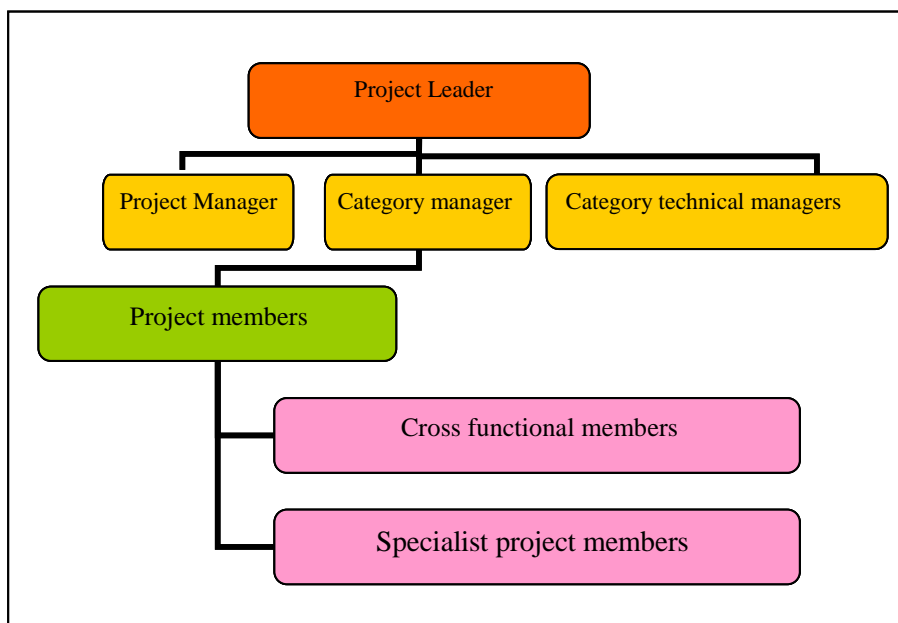 Project Leader
Project Manager
Category manager
Category technical managers
Project members
Cross functional members
Specialist project members